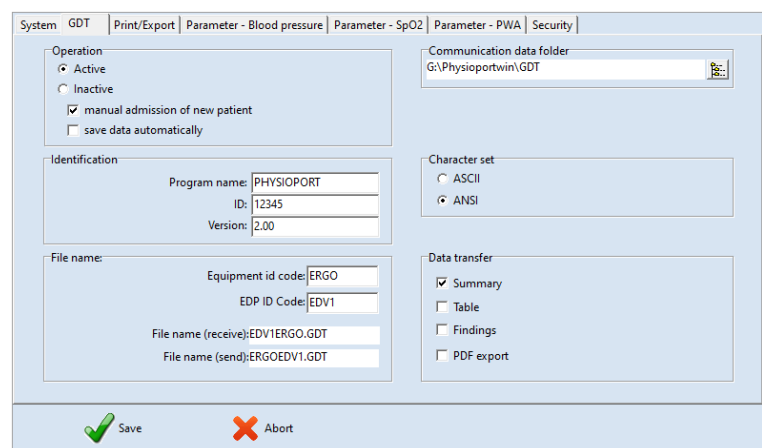 System GDT Print/Export Parameter - Blood pressure Parameter - SpO2 Parameter - PWA Security
Operation
Active
Inactive
manual admission of new patient
save data automatically
Communication data folder
G:\Physioportwin\GDT
Identification
Program name: PHYSIOPORT
ID: 12345
Version: 2.00
Character set
ASCII
ANSI
File name:
Equipment id code: ERGO
EDP ID Code: EDV1
File name (receive):EDV1ERGO.GDT
File name (send):ERGOEDV1.GDT
Data transfer
Summary
Table
Findings
PDF export
Save Abort